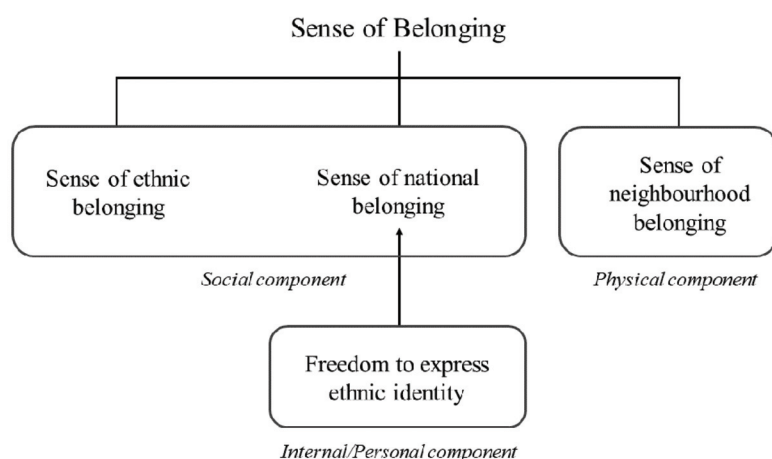 Sense of Belonging
Sense of ethnic
belonging
Sense of national
belonging
Sense of
neighbourhood
belonging
Social component
Physical component
Freedom to express
ethnic identity
Internal/Personal component